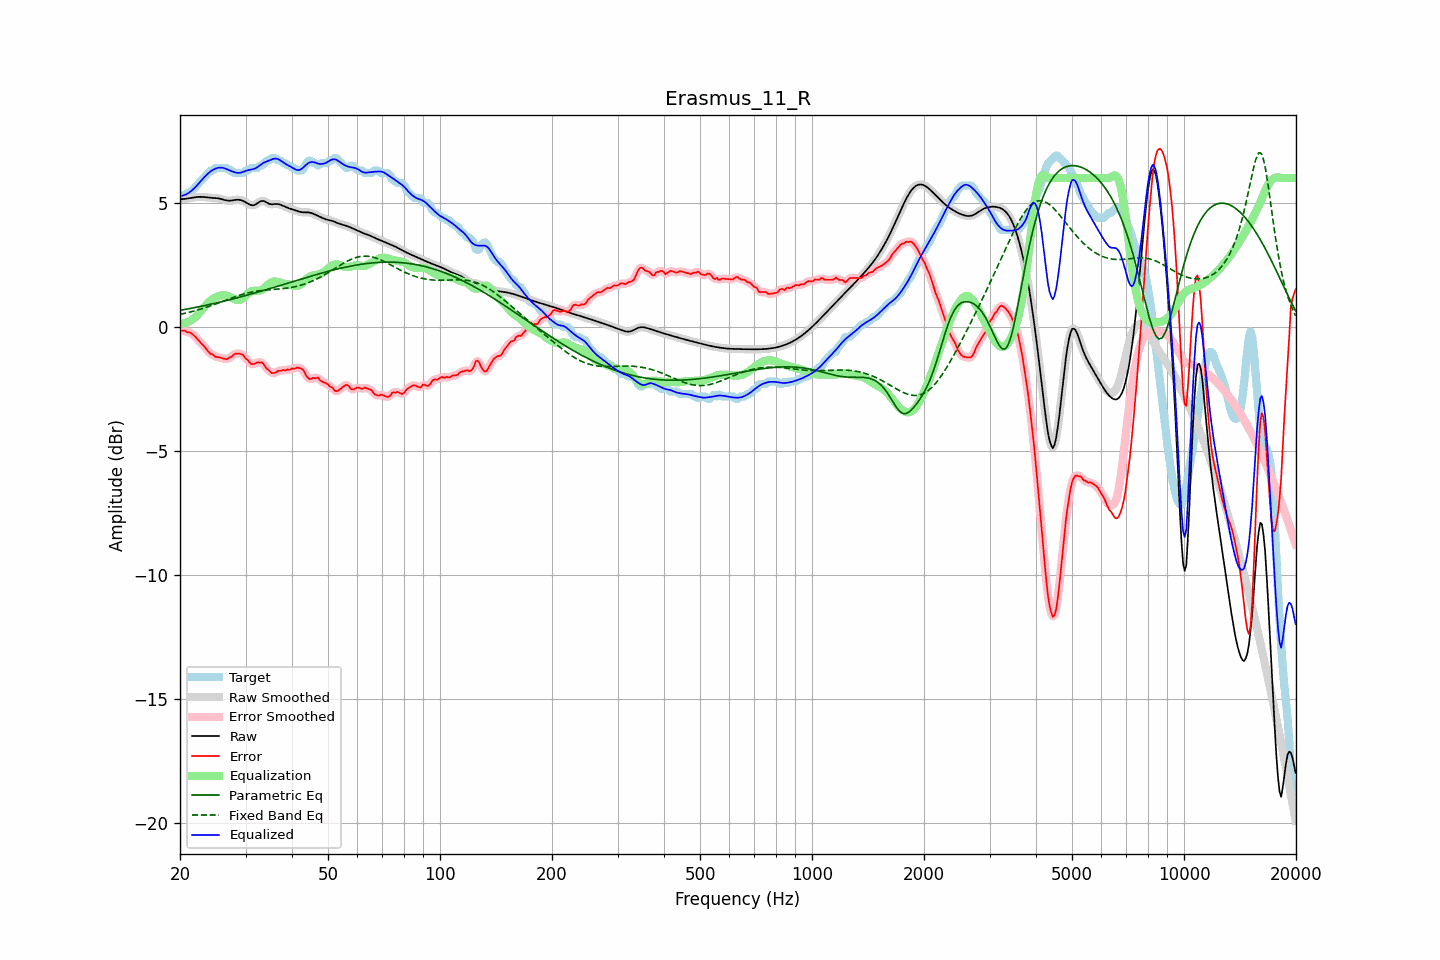 Erasmus_11_R
Amplitude (dBr)
5
0
−5
−10
−15
−20
Target
Raw Smoothed
Error Smoothed
Raw
Error
Equalization
Parametric Eq
Fixed Band Eq
Equalized
20 50 100 200 500 1000 2000 5000 10000 20000
Frequency (Hz)